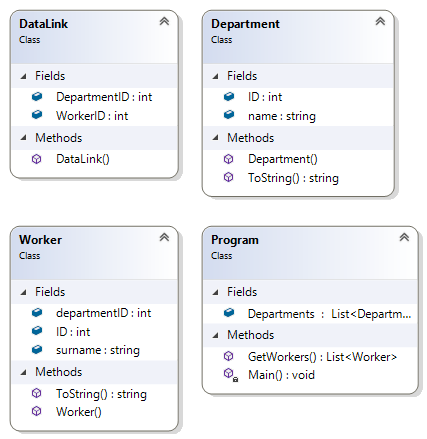 DataLink
Class
Fields
DepartmentID : int
WorkerID : int
Methods
DataLink()
Department
Class
Fields
ID : int
name : string
Methods
Department()
ToString() : string
Worker
Class
Fields
departmentID : int
ID : int
surname : string
Methods
ToString() : string
Worker()
Program
Class
Fields
Departments : List<Departm...
Methods
GetWorkers() : List<Worker>
Main() : void